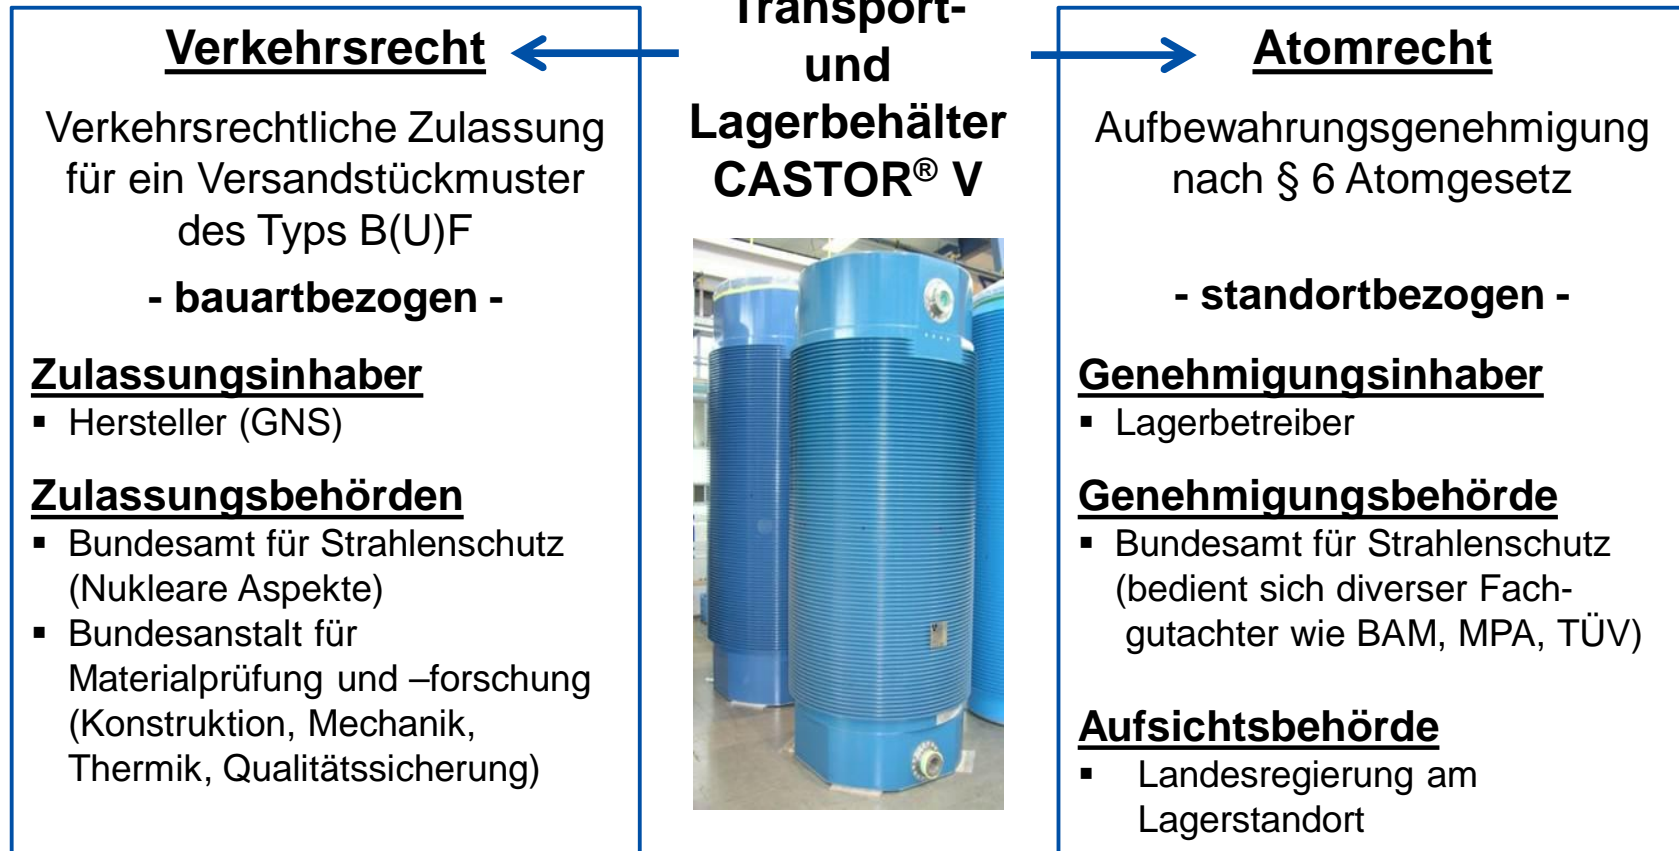 Verkehrsrecht
Verkehrsrechtliche Zulassung
für ein Versandstückmuster
des Typs B(U)F
- bauartbezogen -
Zulassungsinhaber
▪ Hersteller (GNS)
Zulassungsbehörden
▪ Bundesamt für Strahlenschutz
(Nukleare Aspekte)
▪ Bundesanstalt für
Materialprüfung und –forschung
(Konstruktion, Mechanik,
Thermik, Qualitätssicherung)
Transport-
und
Lagerbehälter
CASTOR® V
Atomrecht
Aufbewahrungsgenehmigung
nach § 6 Atomgesetz
- standortbezogen -
Genehmigungsinhaber
▪ Lagerbetreiber
Genehmigungsbehörde
▪ Bundesamt für Strahlenschutz
(bedient sich diverser Fach-
gutachter wie BAM, MPA, TÜV)
Aufsichtsbehörde
▪ Landesregierung am
Lagerstandort